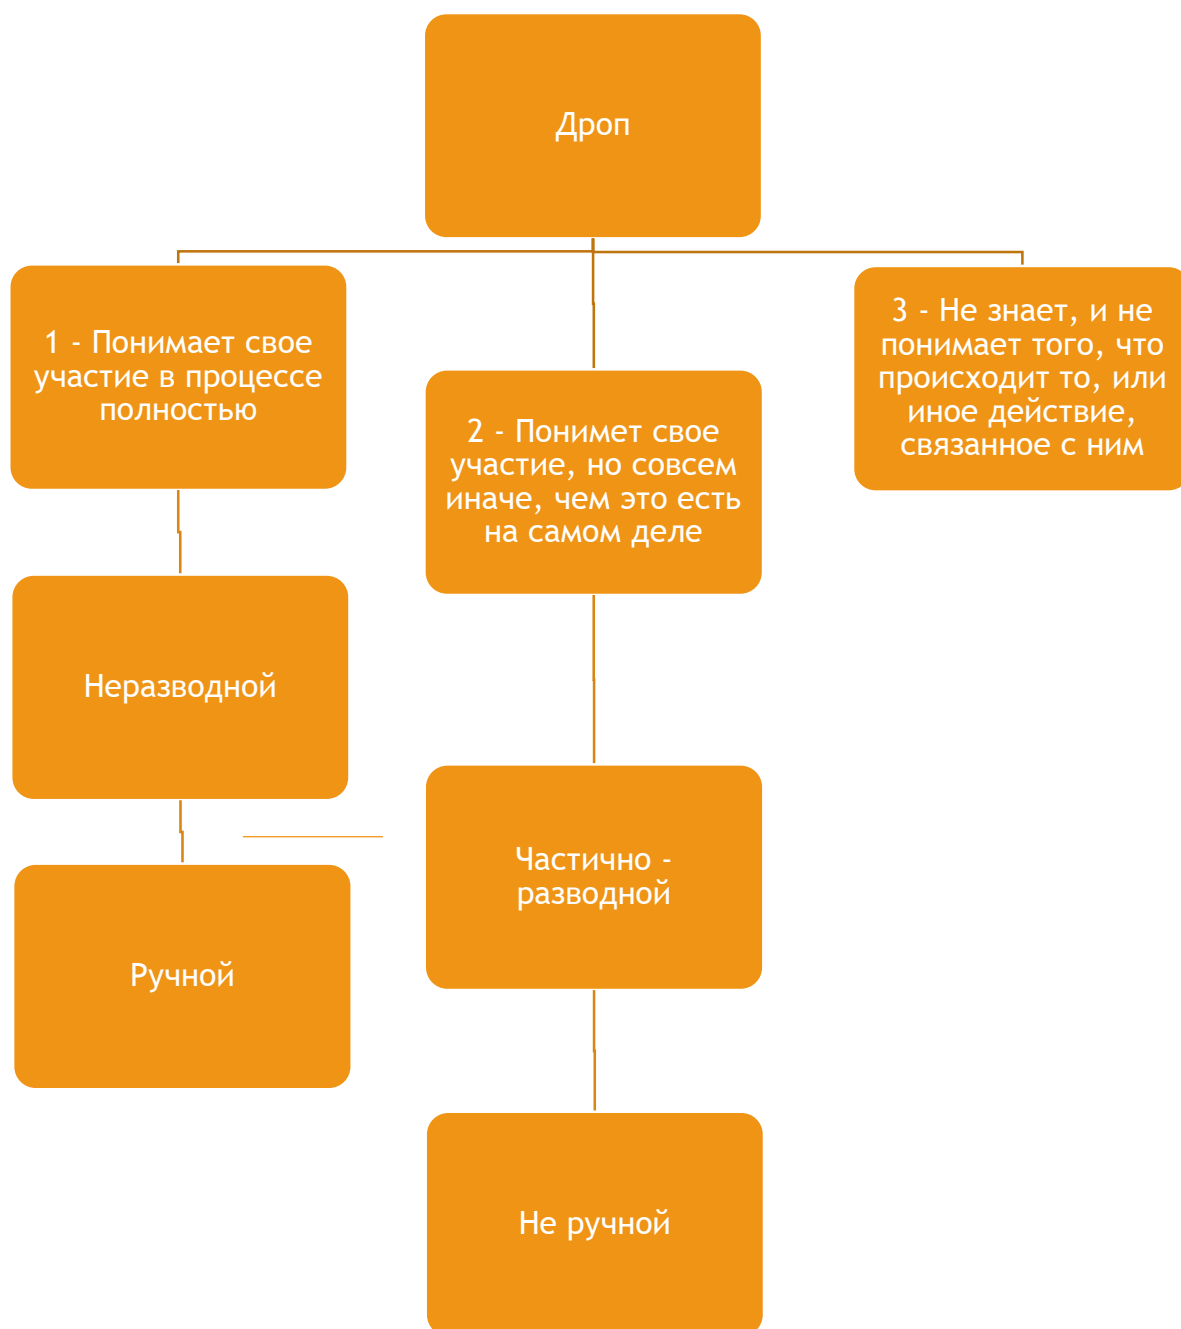 Дроп
1 - Понимает свое
участие в процессе
полностью
2 - Понимет свое
участие, но совсем
иначе, чем это есть
на самом деле
3 - Не знает, и не
понимает того, что
происходит то, или
иное действие,
связанное с ним
Неразводной
Частично -
разводной
Ручной
Не ручной